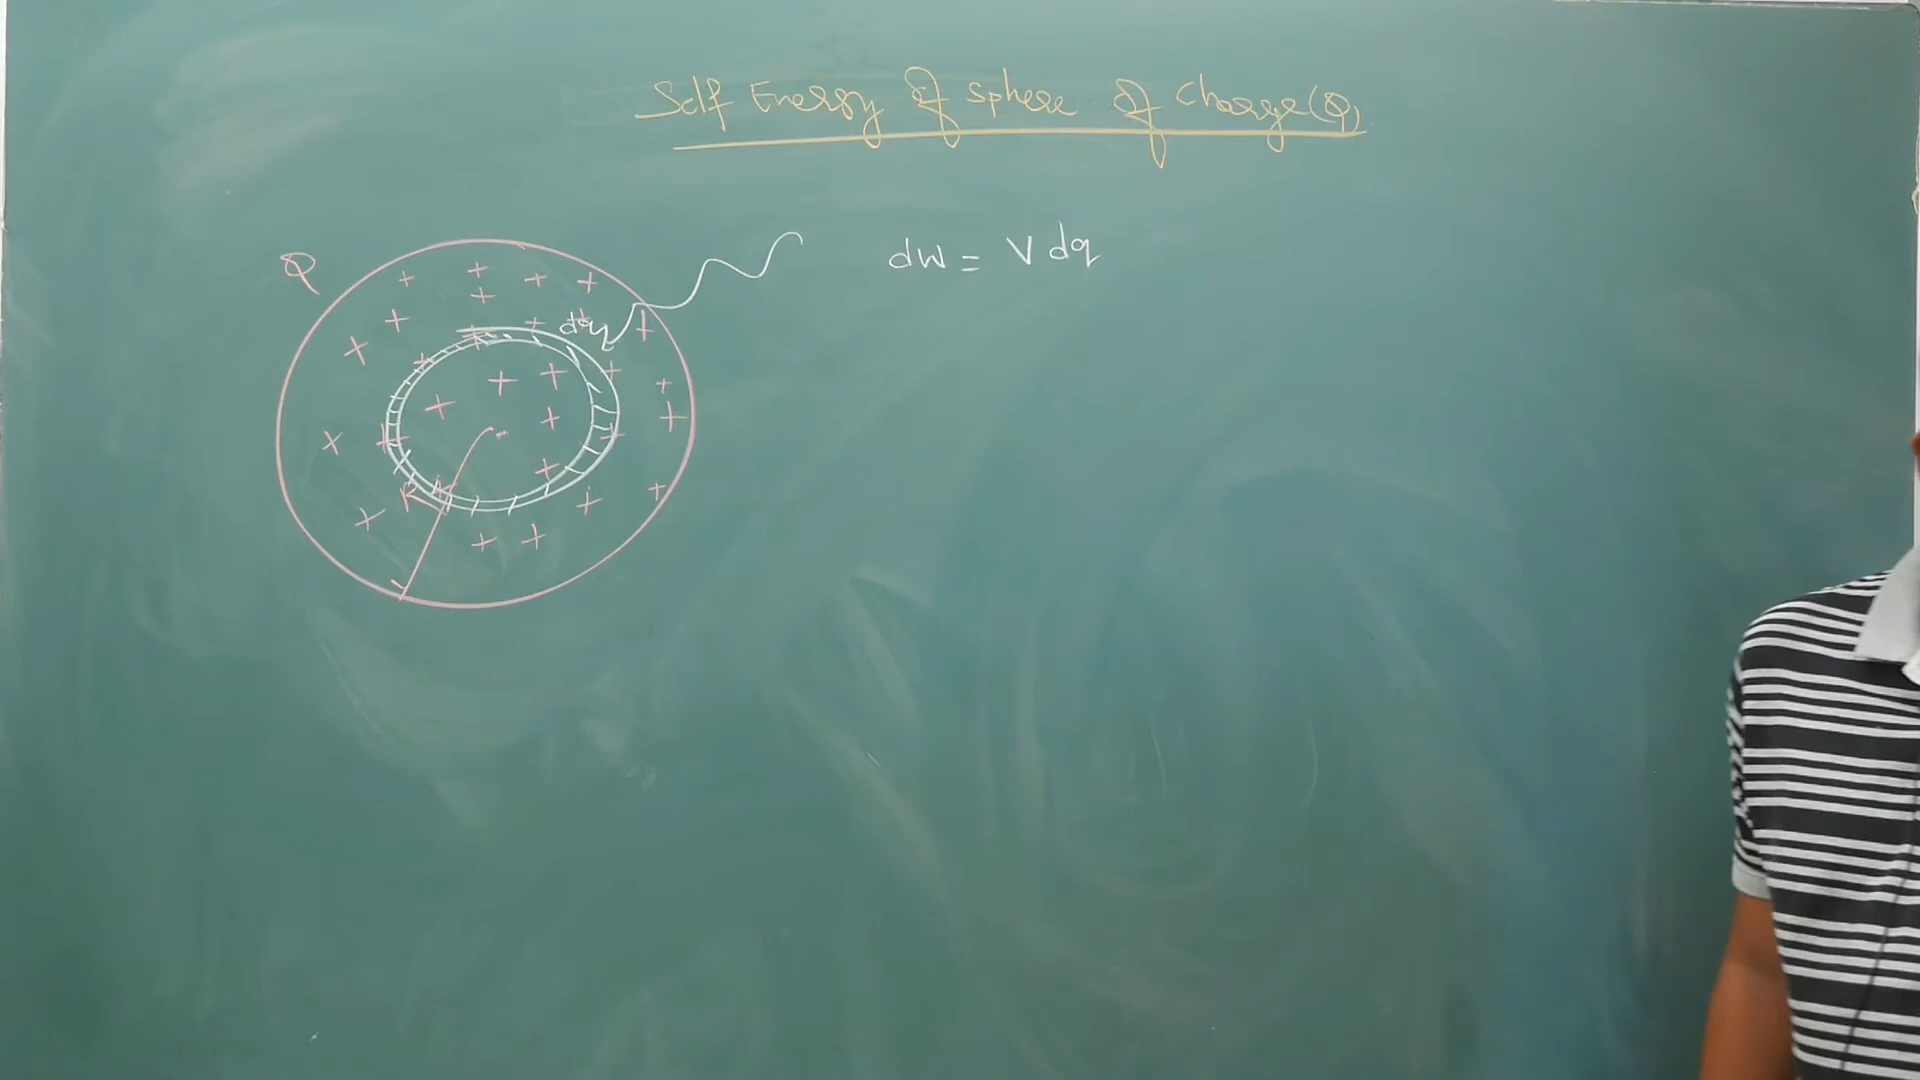 Self Energy of sphere of charge(Q)
Q
dw = V dq
dq
R